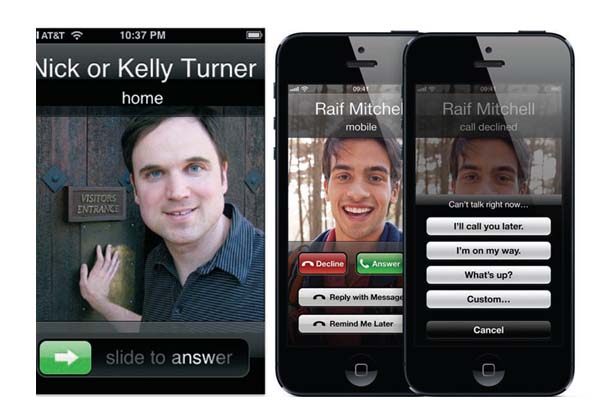 AT&T 10:37 PM
Nick or Kelly Turner
home
VISITORS
ENTRANCE
slide to answer
09:41
Raif Mitchel
mobile
Decline
Answer
Reply with Message
Remind Me Later
09:41
Raif Mitchell
call declined
Can't talk right now...
I'll call you later.
I'm on my way.
What's up?
Custom...
Cancel